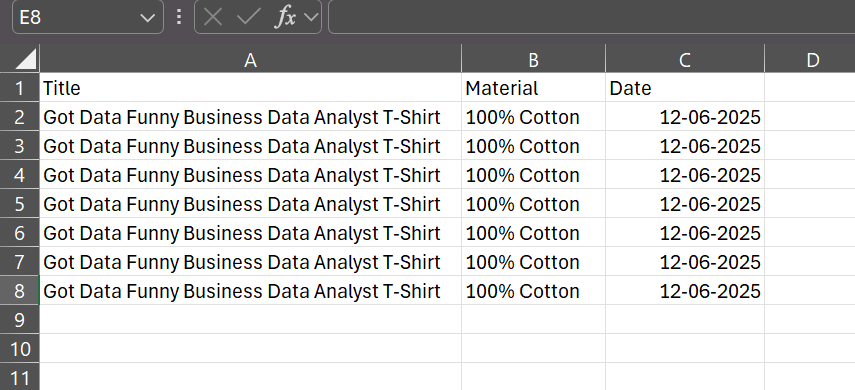 E8 fx
A B C D
1 Title Material Date
2 Got Data Funny Business Data Analyst T-Shirt 100% Cotton 12-06-2025
3 Got Data Funny Business Data Analyst T-Shirt 100% Cotton 12-06-2025
4 Got Data Funny Business Data Analyst T-Shirt 100% Cotton 12-06-2025
5 Got Data Funny Business Data Analyst T-Shirt 100% Cotton 12-06-2025
6 Got Data Funny Business Data Analyst T-Shirt 100% Cotton 12-06-2025
7 Got Data Funny Business Data Analyst T-Shirt 100% Cotton 12-06-2025
8 Got Data Funny Business Data Analyst T-Shirt 100% Cotton 12-06-2025
9
10
11